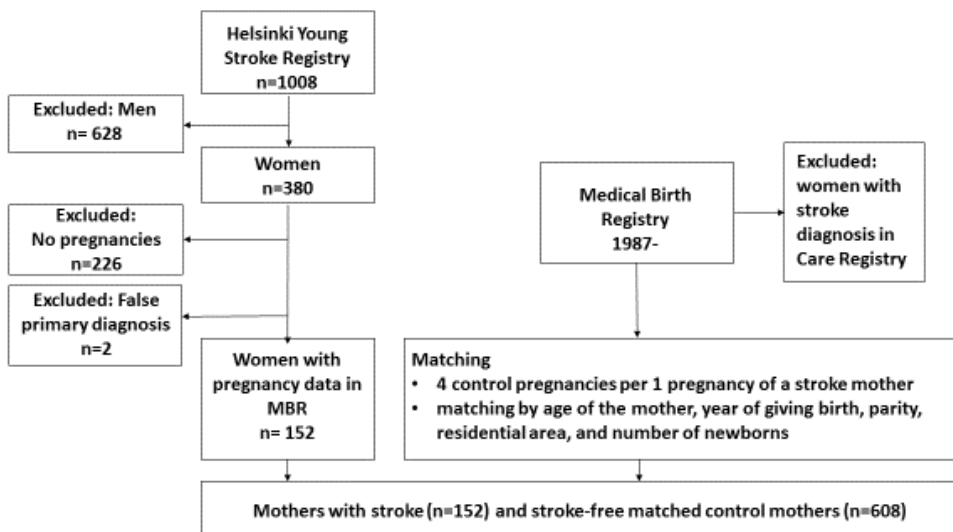 Helsinki Young
Stroke Registry
n=1008
Excluded: Men
n= 628
Women
n=380
Excluded:
No pregnancies
n=226
Excluded: False
primary diagnosis
n=2
Women with
pregnancy data in
MBR
n= 152
Medical Birth
Registry
1987-
Excluded:
women with
stroke
diagnosis in
Care Registry
Matching
• 4 control pregnancies per 1 pregnancy of a stroke mother
• matching by age of the mother, year of giving birth, parity,
residential area, and number of newborns
Mothers with stroke (n=152) and stroke-free matched control mothers (n=608)